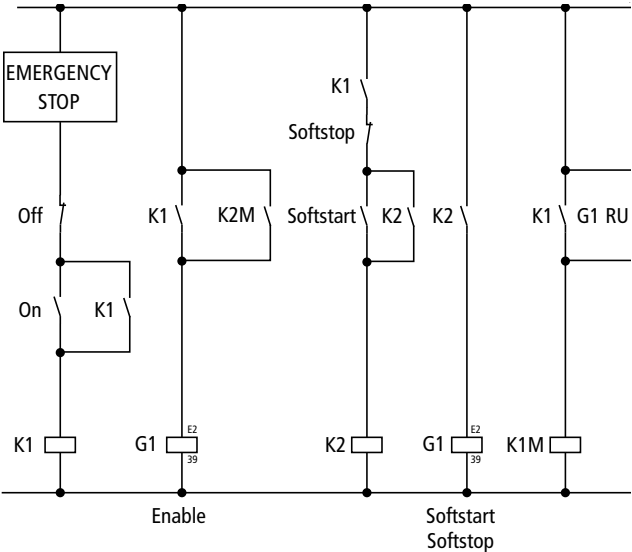 EMERGENCY
STOP
K1
Softstop
Off
K1
K2M
Softstart
K2
K2
K1
G1 RU
On
K1
K1
G1
E2
39
K2
G1
E2
39
K1M
Enable
Softstart
Softstop